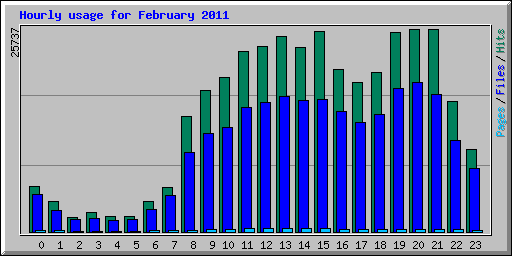 Hourly usage for February 2011
25737
Pages / Files / Hits
0 1 2 3 4 5 6 7 8 9 10 11 12 13 14 15 16 17 18 19 20 21 22 23